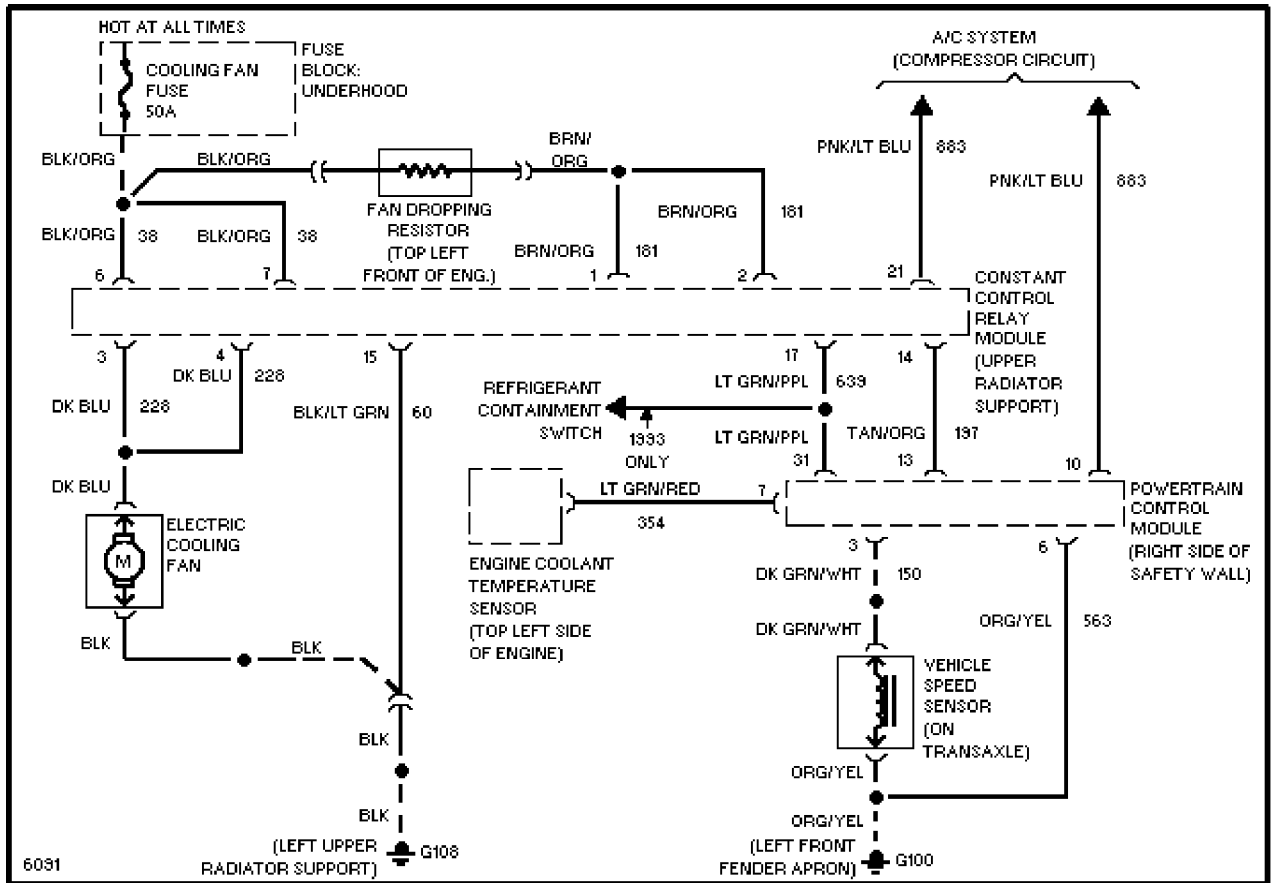 HOT AT ALL TIMES
FUSE
BLOCK:
UNDERHOOD
COOLING FAN
FUSE
50A
A/C SYSTEM
(COMPRESSOR CIRCUIT)
BLK/ORG
BLK/ORG
BRN/
ORG
PNK/LT BLU
883
PNK/LT BLU
883
FAN DROPPING
RESISTOR
(TOP LEFT
FRONT OF ENG.)
BLK/ORG
38
BLK/ORG
38
BRN/ORG
181
BRN/ORG
181
6
7
1
2
21
CONSTANT
CONTROL
RELAY
MODULE
(UPPER
RADIATOR
SUPPORT)
3
4
15
17
14
DK BLU
228
DK BLU
228
BLK/LT GRN
60
LT GRN/PPL
639
REFRIGERANT
CONTAINMENT
SWITCH
1993
ONLY
LT GRN/PPL
TAN/ORG
197
31
13
10
DK BLU
LT GRN/RED
354
7
POWERTRAIN
CONTROL
MODULE
(RIGHT SIDE OF
SAFETY WALL)
ELECTRIC
COOLING
FAN
M
ENGINE COOLANT
TEMPERATURE
SENSOR
(TOP LEFT SIDE
OF ENGINE)
3
6
DK GRN/WHT
150
DK GRN/WHT
ORG/YEL
563
BLK
BLK
VEHICLE
SPEED
SENSOR
(ON
TRANSAXLE)
BLK
ORG/YEL
BLK
ORG/YEL
(LEFT UPPER
RADIATOR SUPPORT)
G108
(LEFT FRONT
FENDER APRON)
G100
6091